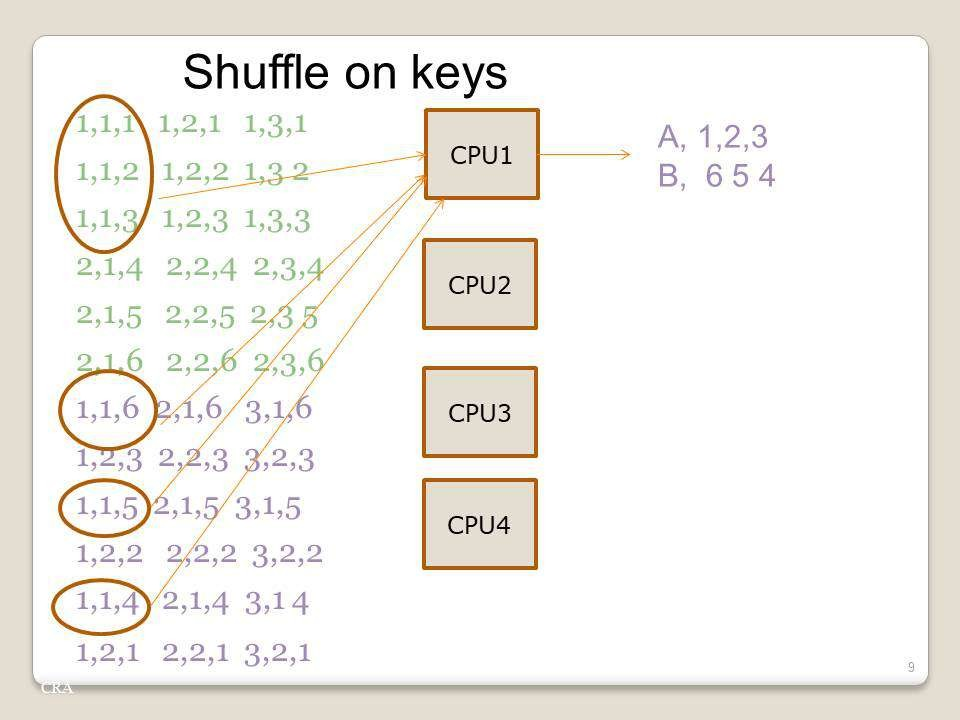 Shuffle on keys
1,1,1 1,2,1 1,3,1
1,1,2 1,2,2 1,3 2
1,1,3 1,2,3 1,3,3
2,1,4 2,2,4 2,3,4
2,1,5 2,2,5 2,3 5
2,1,6 2,2,6 2,3,6
1,1,6 2,1,6 3,1,6
1,2,3 2,2,3 3,2,3
1,1,5 2,1,5 3,1,5
1,2,2 2,2,2 3,2,2
1,1,4 2,1,4 3,1 4
1,2,1 2,2,1 3,2,1
CPU1
CPU2
CPU3
CPU4
A, 1,2,3
B, 6 5 4
9
CRA